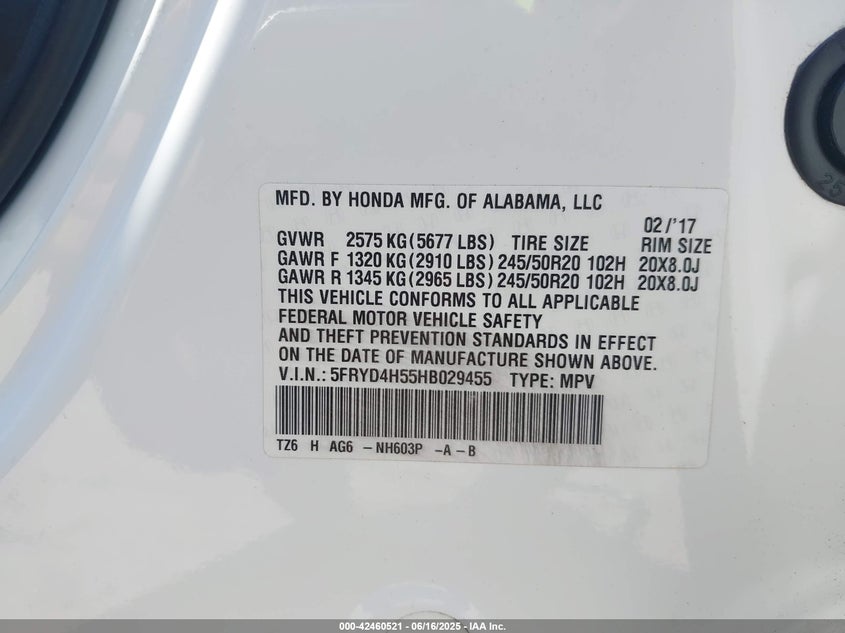 MFD. BY HONDA MFG. OF ALABAMA, LLC
02/'17
GVWR 2575 KG(5677 LBS) TIRE SIZE RIM SIZE
GAWR F 1320 KG(2910 LBS) 245/50R20 102H 20X8.0J
GAWR R 1345 KG(2965 LBS) 245/50R20 102H 20X8.0J
THIS VEHICLE CONFORMS TO ALL APPLICABLE
FEDERAL MOTOR VEHICLE SAFETY
AND THEFT PREVENTION STANDARDS IN EFFECT
ON THE DATE OF MANUFACTURE SHOWN ABOVE.
V.I.N.: 5FRYD4H55HB029455 TYPE: MPV
TZ6 H AG6 -NH603P -A-B
000-42460521 - 06/16/2025 - IAA Inc.